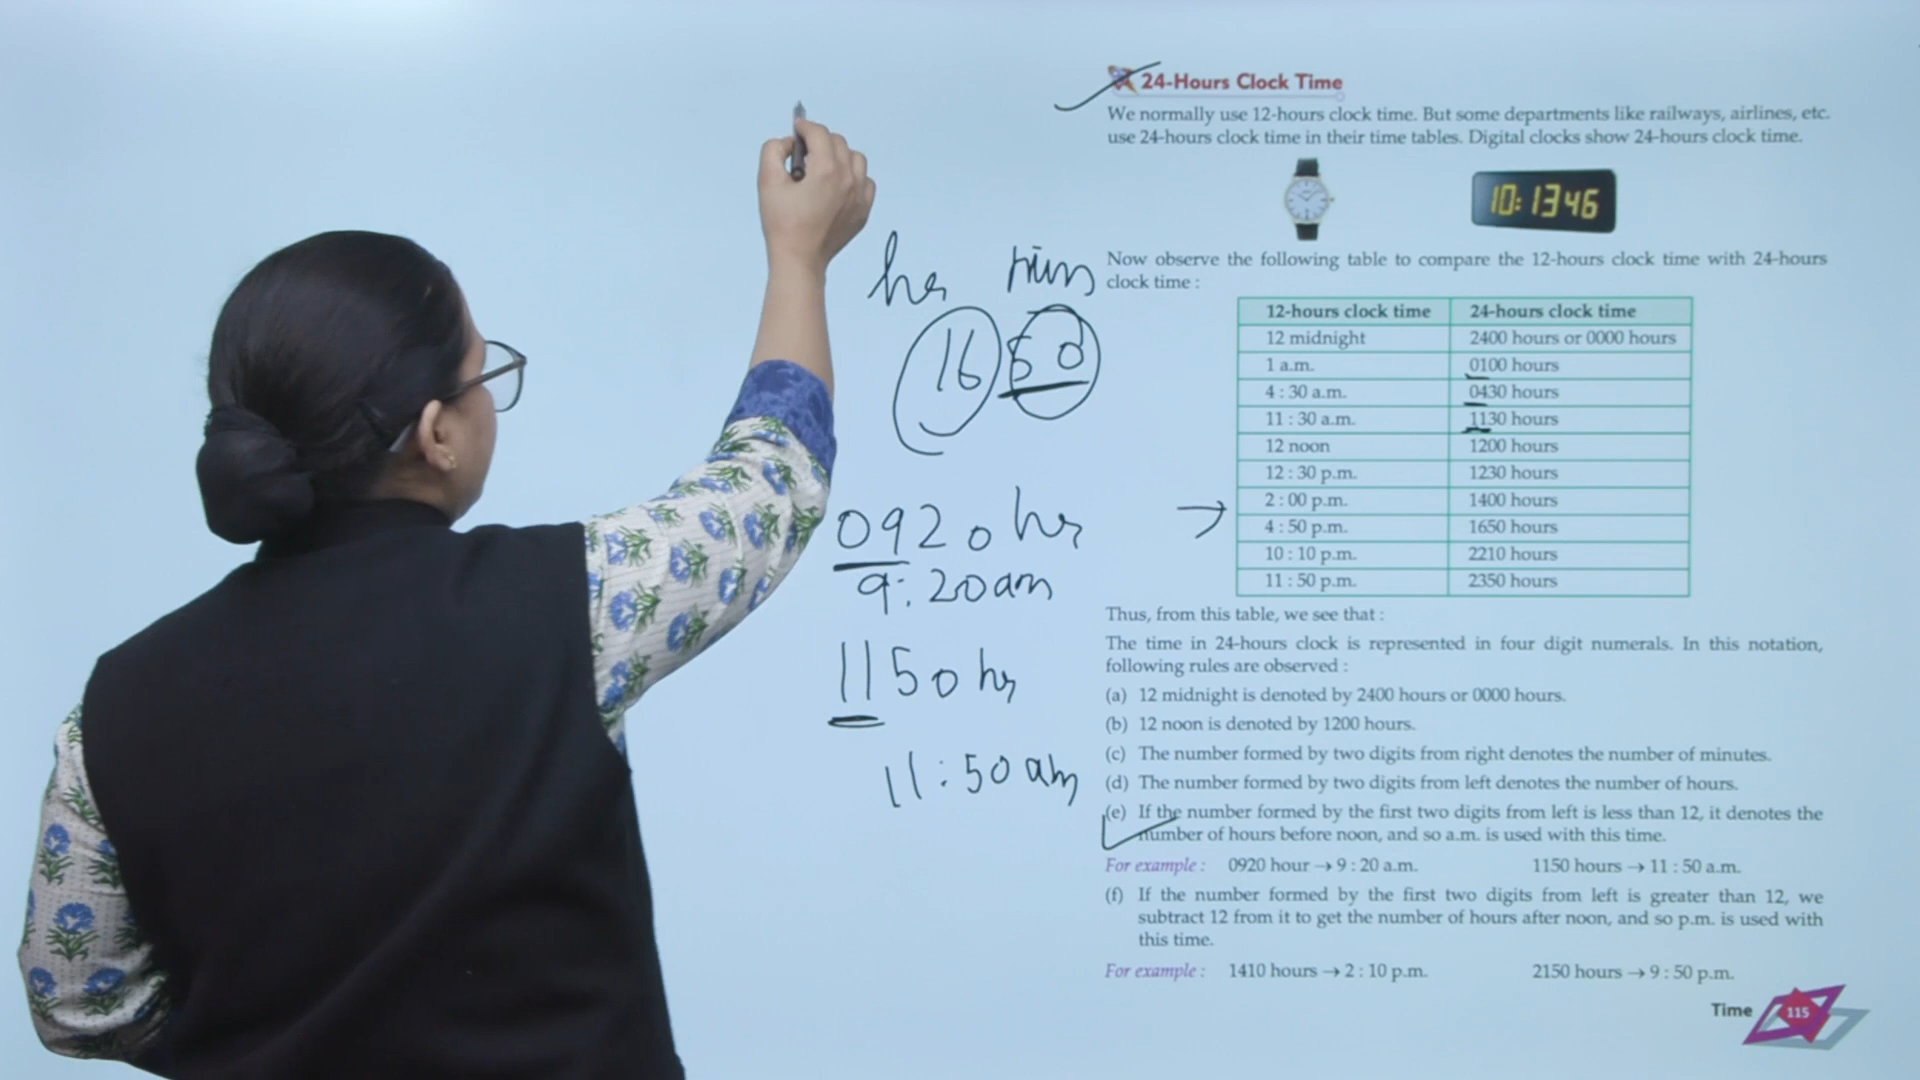 24-Hours Clock Time
We normally use 12-hours clock time. But some departments like railways, airlines, etc.
use 24-hours clock time in their time tables. Digital clocks show 24-hours clock time.
10:1346
Now observe the following table to compare the 12-hours clock time with 24-hours
clock time :
12-hours clock time 24-hours clock time
12 midnight 2400 hours or 0000 hours
1 a.m. 0100 hours
4 : 30 a.m. 0430 hours
11 : 30 a.m. 1130 hours
12 noon 1200 hours
12 : 30 p.m. 1230 hours
2 : 00 p.m. 1400 hours
4 : 50 p.m. 1650 hours
10 : 10 p.m. 2210 hours
11 : 50 p.m. 2350 hours
Thus, from this table, we see that :
The time in 24-hours clock is represented in four digit numerals. In this notation,
following rules are observed :
(a) 12 midnight is denoted by 2400 hours or 0000 hours.
(b) 12 noon is denoted by 1200 hours.
(c) The number formed by two digits from right denotes the number of minutes.
(d) The number formed by two digits from left denotes the number of hours.
(e) If the number formed by the first two digits from left is less than 12, it denotes the
number of hours before noon, and so a.m. is used with this time.
For example : 0920 hour → 9 : 20 a.m. 1150 hours → 11 : 50 a.m.
(f) If the number formed by the first two digits from left is greater than 12, we
subtract 12 from it to get the number of hours after noon, and so p.m. is used with
this time.
For example : 1410 hours → 2 : 10 p.m. 2150 hours → 9 : 50 p.m.
Time 115
hr min
16 50
0920 hr
9:20am
1150 hr
11:50 am